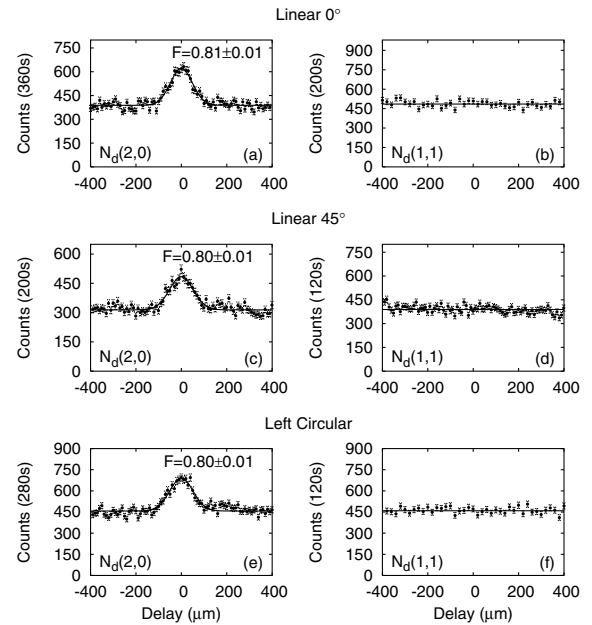 Linear 0°
Counts (360s)
750
600
450
300
150
0
F=0.81±0.01
N_d(2,0)
(a)
-400 -200 0 200 400
Counts (200s)
900
750
600
450
300
150
0
N_d(1,1)
(b)
-400 -200 0 200 400
Linear 45°
Counts (200s)
600
450
300
150
0
F=0.80±0.01
N_d(2,0)
(c)
-400 -200 0 200 400
Counts (120s)
750
600
450
300
150
0
N_d(1,1)
(d)
-400 -200 0 200 400
Left Circular
Counts (280s)
900
750
600
450
300
150
0
F=0.80±0.01
N_d(2,0)
(e)
-400 -200 0 200 400
Delay (μm)
Counts (120s)
900
750
600
450
300
150
0
N_d(1,1)
(f)
-400 -200 0 200 400
Delay (μm)